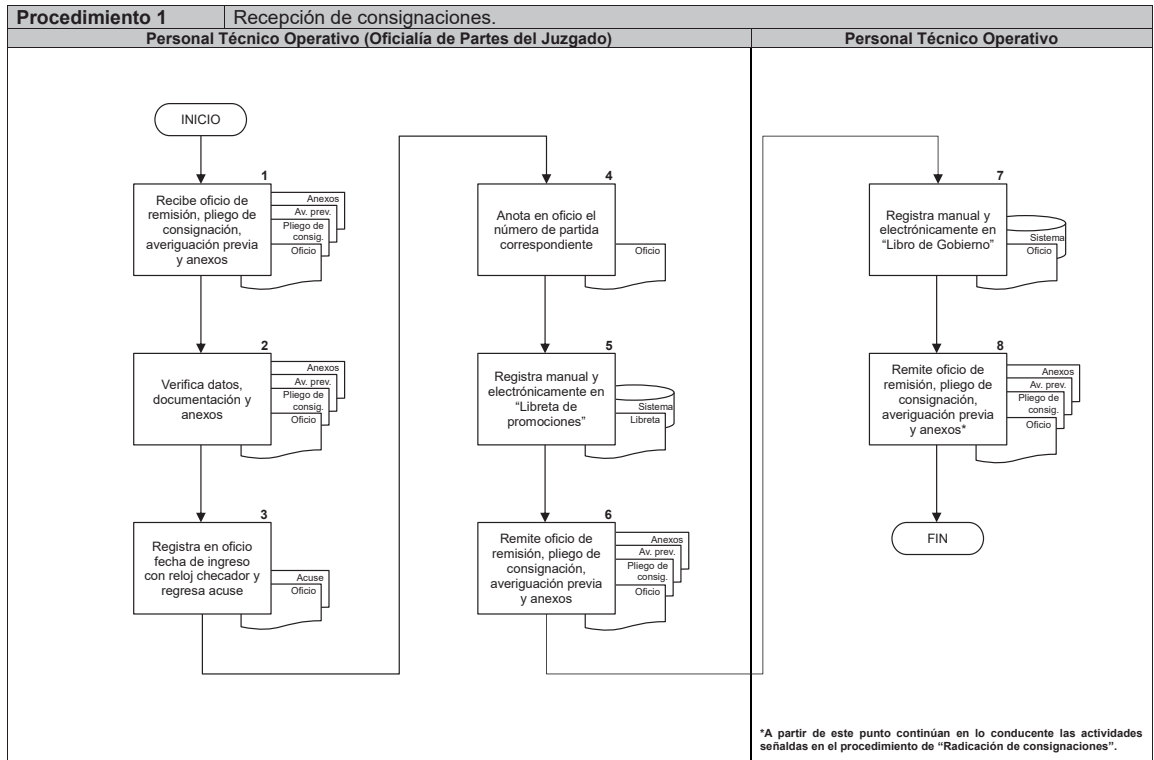 Procedimiento 1
Recepción de consignaciones.
Personal Técnico Operativo (Oficialía de Partes del Juzgado)
Personal Técnico Operativo
INICIO
1
Recibe oficio de
remisión, pliego de
consignación,
averiguación previa
y anexos
Anexos
Av. prev.
Pliego de
consig.
Oficio
2
Verifica datos,
documentación y
anexos
Anexos
Av. prev.
Pliego de
consig.
Oficio
3
Registra en oficio
fecha de ingreso
con reloj checador y
regresa acuse
Acuse
Oficio
4
Anota en oficio el
número de partida
correspondiente
Oficio
5
Registra manual y
electrónicamente en
“Libreta de
promociones”
Sistema
Libreta
6
Remite oficio de
remisión, pliego de
consignación,
averiguación previa
y anexos
Anexos
Av. prev.
Pliego de
consig.
Oficio
7
Registra manual y
electrónicamente en
“Libro de Gobierno”
Sistema
Oficio
8
Remite oficio de
remisión, pliego de
consignación,
averiguación previa
y anexos*
Anexos
Av. prev.
Pliego de
consig.
Oficio
FIN
*A partir de este punto continúan en lo conducente las actividades
señaldas en el procedimiento de “Radicación de consignaciones”.